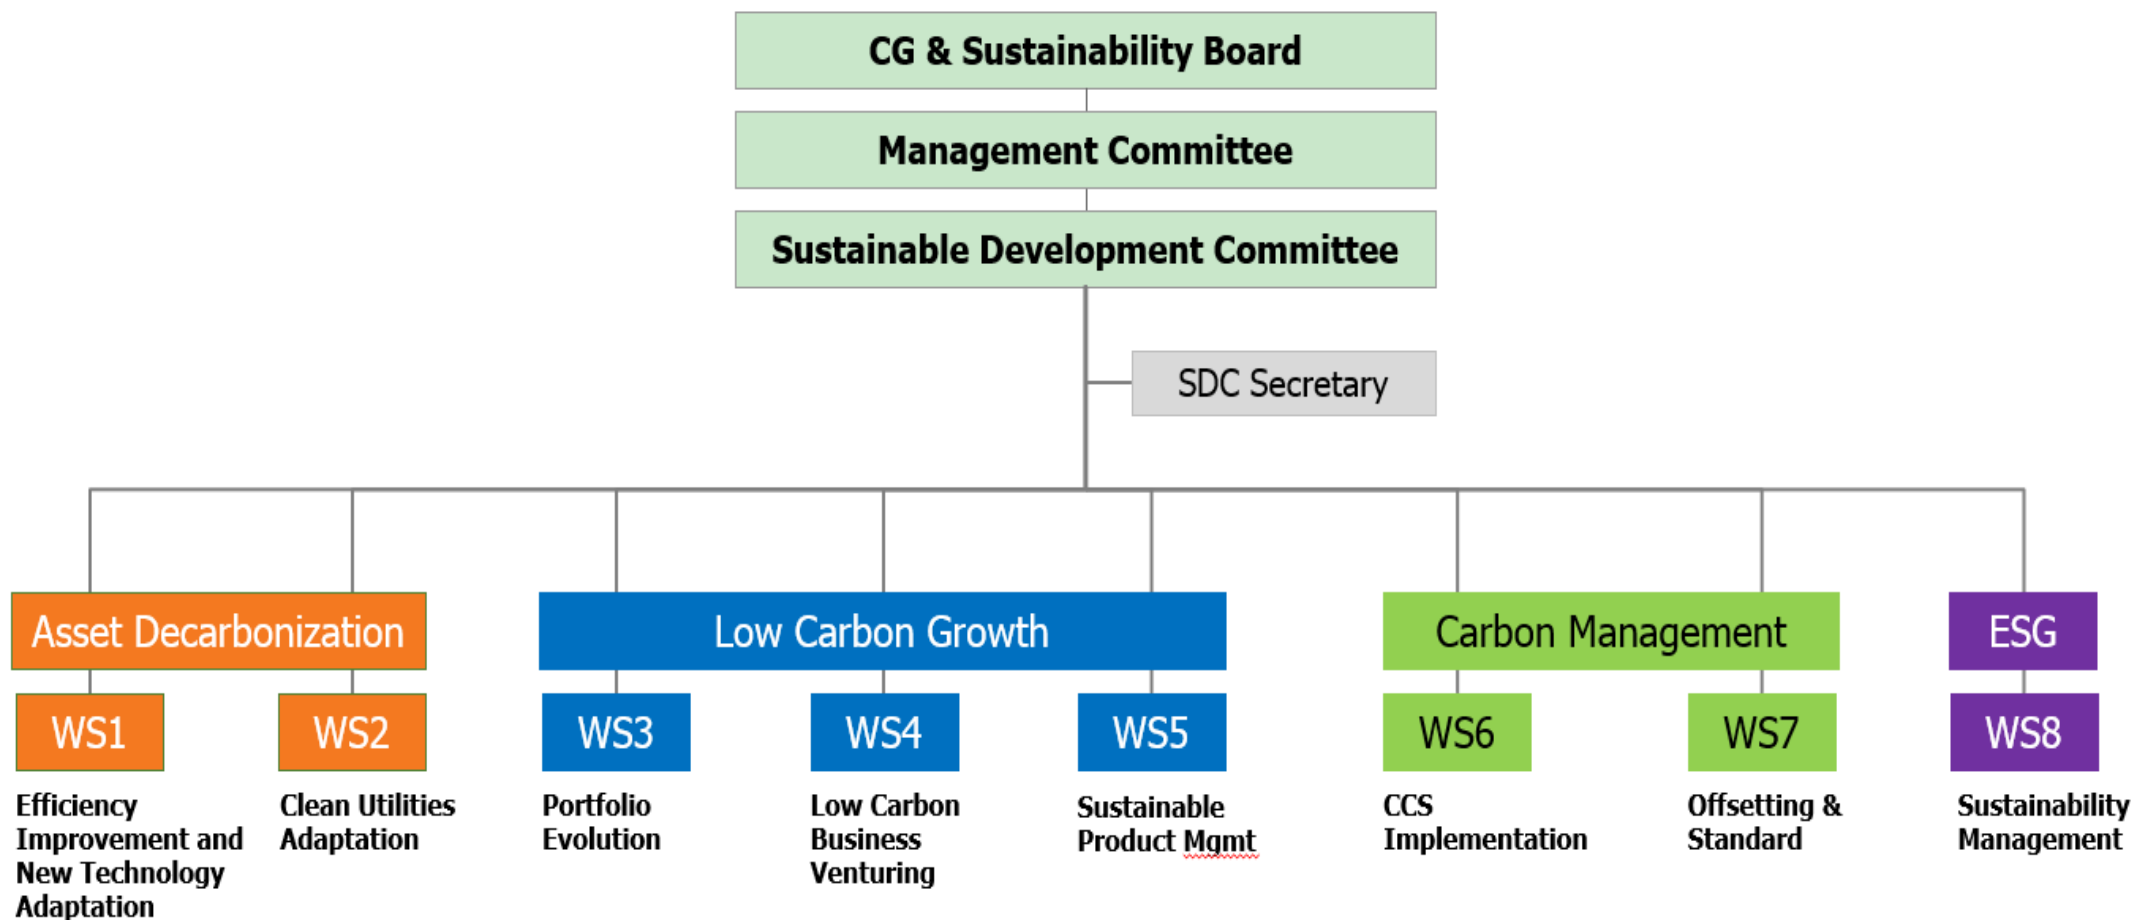 CG & Sustainability Board
Management Committee
Sustainable Development Committee
SDC Secretary
Asset Decarbonization
Low Carbon Growth
Carbon Management
ESG
WS1
WS2
WS3
WS4
WS5
WS6
WS7
WS8
Efficiency
Improvement and
New Technology
Adaptation
Clean Utilities
Adaptation
Portfolio
Evolution
Low Carbon
Business
Venturing
Sustainable
Product Mgmt
CCS
Implementation
Offsetting &
Standard
Sustainability
Management